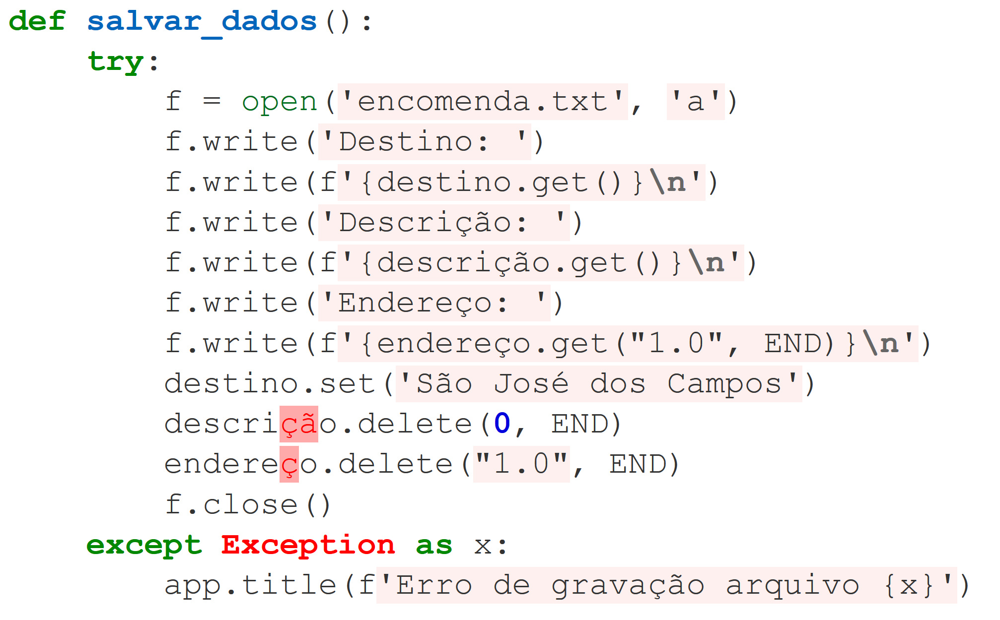 def salvar_dados():
    try:
        f = open('encomenda.txt', 'a')
        f.write('Destino: ')
        f.write(f'{destino.get()}\n')
        f.write('Descrição: ')
        f.write(f'{descrição.get()}\n')
        f.write('Endereço: ')
        f.write(f'{endereço.get("1.0", END)}\n')
        destino.set('São José dos Campos')
        descrição.delete(0, END)
        endereço.delete("1.0", END)
        f.close()
    except Exception as x:
        app.title(f'Erro de gravação arquivo {x}')